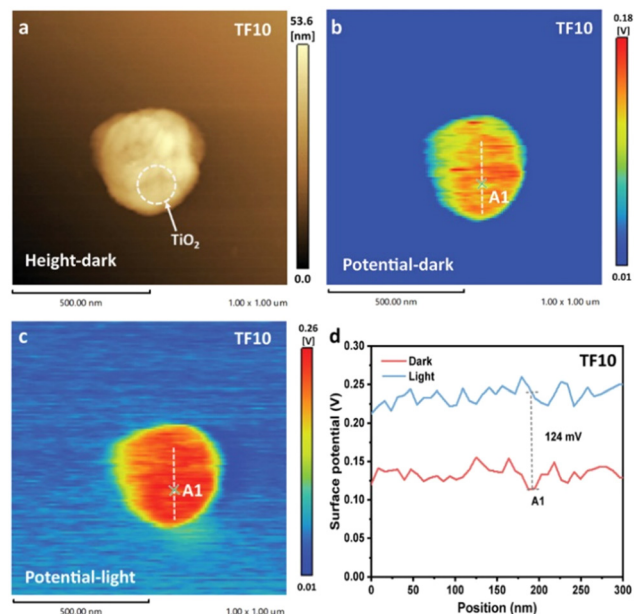 a
TF10
53.6
[nm]
TiO₂
Height-dark
0.0
500.00 nm
1.00 x 1.00 um
b
TF10
0.18
[V]
A1
Potential-dark
0.01
500.00 nm
1.00 x 1.00 um
c
TF10
0.26
[V]
A1
Potential-light
0.01
500.00 nm
1.00 x 1.00 um
d
TF10
Dark
Light
124 mV
A1
Surface potential (V)
0.30
0.25
0.20
0.15
0.10
0.05
0.00
0 50 100 150 200 250 300
Position (nm)